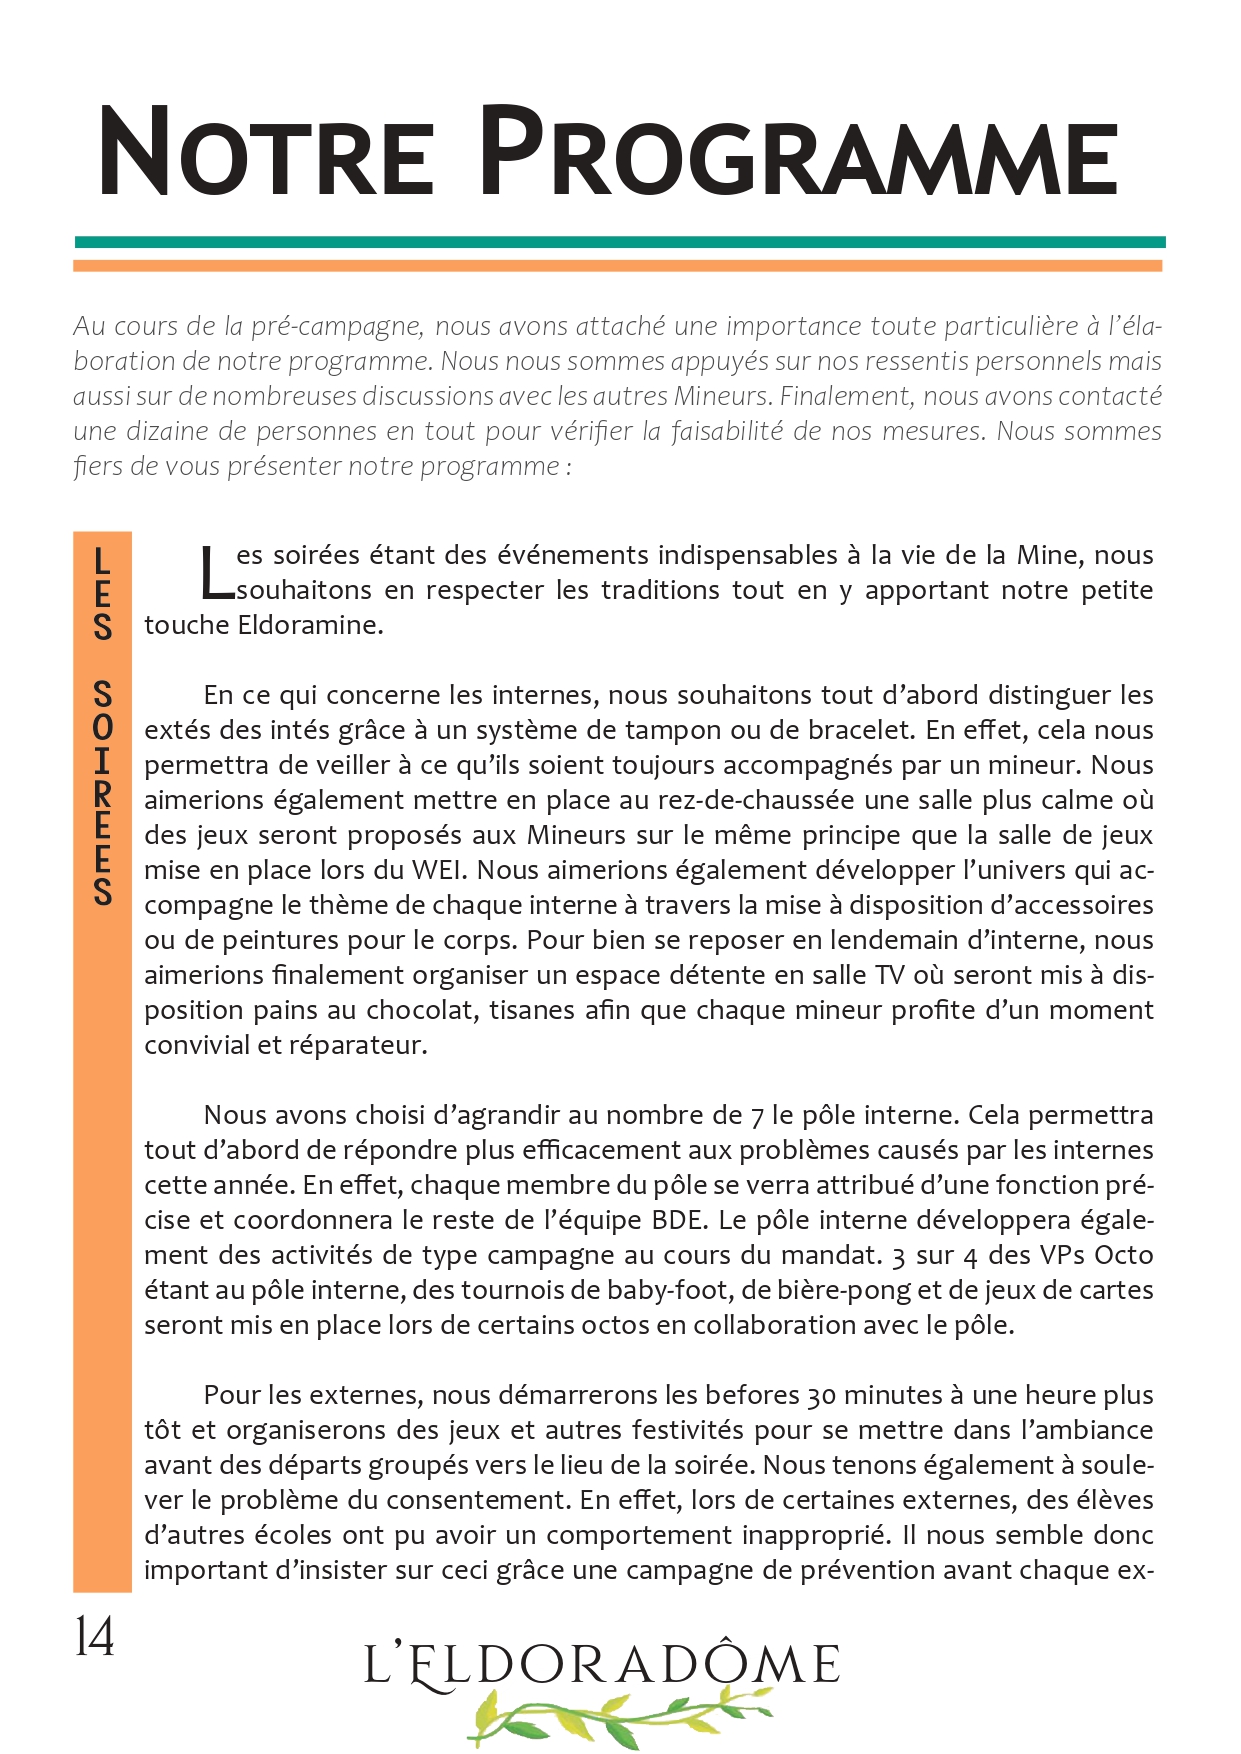 NOTRE PROGRAMME
Au cours de la pré-campagne, nous avons attaché une importance toute particulière à l’éla-
boration de notre programme. Nous nous sommes appuyés sur nos ressentis personnels mais
aussi sur de nombreuses discussions avec les autres Mineurs. Finalement, nous avons contacté
une dizaine de personnes en tout pour vérifier la faisabilité de nos mesures. Nous sommes
fiers de vous présenter notre programme :
LES SOIREES
Les soirées étant des événements indispensables à la vie de la Mine, nous
souhaitons en respecter les traditions tout en y apportant notre petite
touche Eldoramine.
En ce qui concerne les internes, nous souhaitons tout d’abord distinguer les
extés des intés grâce à un système de tampon ou de bracelet. En effet, cela nous
permettra de veiller à ce qu’ils soient toujours accompagnés par un mineur. Nous
aimerions également mettre en place au rez-de-chaussée une salle plus calme où
des jeux seront proposés aux Mineurs sur le même principe que la salle de jeux
mise en place lors du WEI. Nous aimerions également développer l’univers qui ac-
compagne le thème de chaque interne à travers la mise à disposition d’accessoires
ou de peintures pour le corps. Pour bien se reposer en lendemain d’interne, nous
aimerions finalement organiser un espace détente en salle TV où seront mis à dis-
position pains au chocolat, tisanes afin que chaque mineur profite d’un moment
convivial et réparateur.
Nous avons choisi d’agrandir au nombre de 7 le pôle interne. Cela permettra
tout d’abord de répondre plus efficacement aux problèmes causés par les internes
cette année. En effet, chaque membre du pôle se verra attribué d’une fonction pré-
cise et coordonnera le reste de l’équipe BDE. Le pôle interne développera égale-
ment des activités de type campagne au cours du mandat. 3 sur 4 des VPs Octo
étant au pôle interne, des tournois de baby-foot, de bière-pong et de jeux de cartes
seront mis en place lors de certains octos en collaboration avec le pôle.
Pour les externes, nous démarrerons les befores 30 minutes à une heure plus
tôt et organiserons des jeux et autres festivités pour se mettre dans l’ambiance
avant des départs groupés vers le lieu de la soirée. Nous tenons également à soule-
ver le problème du consentement. En effet, lors de certaines externes, des élèves
d’autres écoles ont pu avoir un comportement inapproprié. Il nous semble donc
important d’insister sur ceci grâce une campagne de prévention avant chaque ex-
14
L’ELDORADÔME